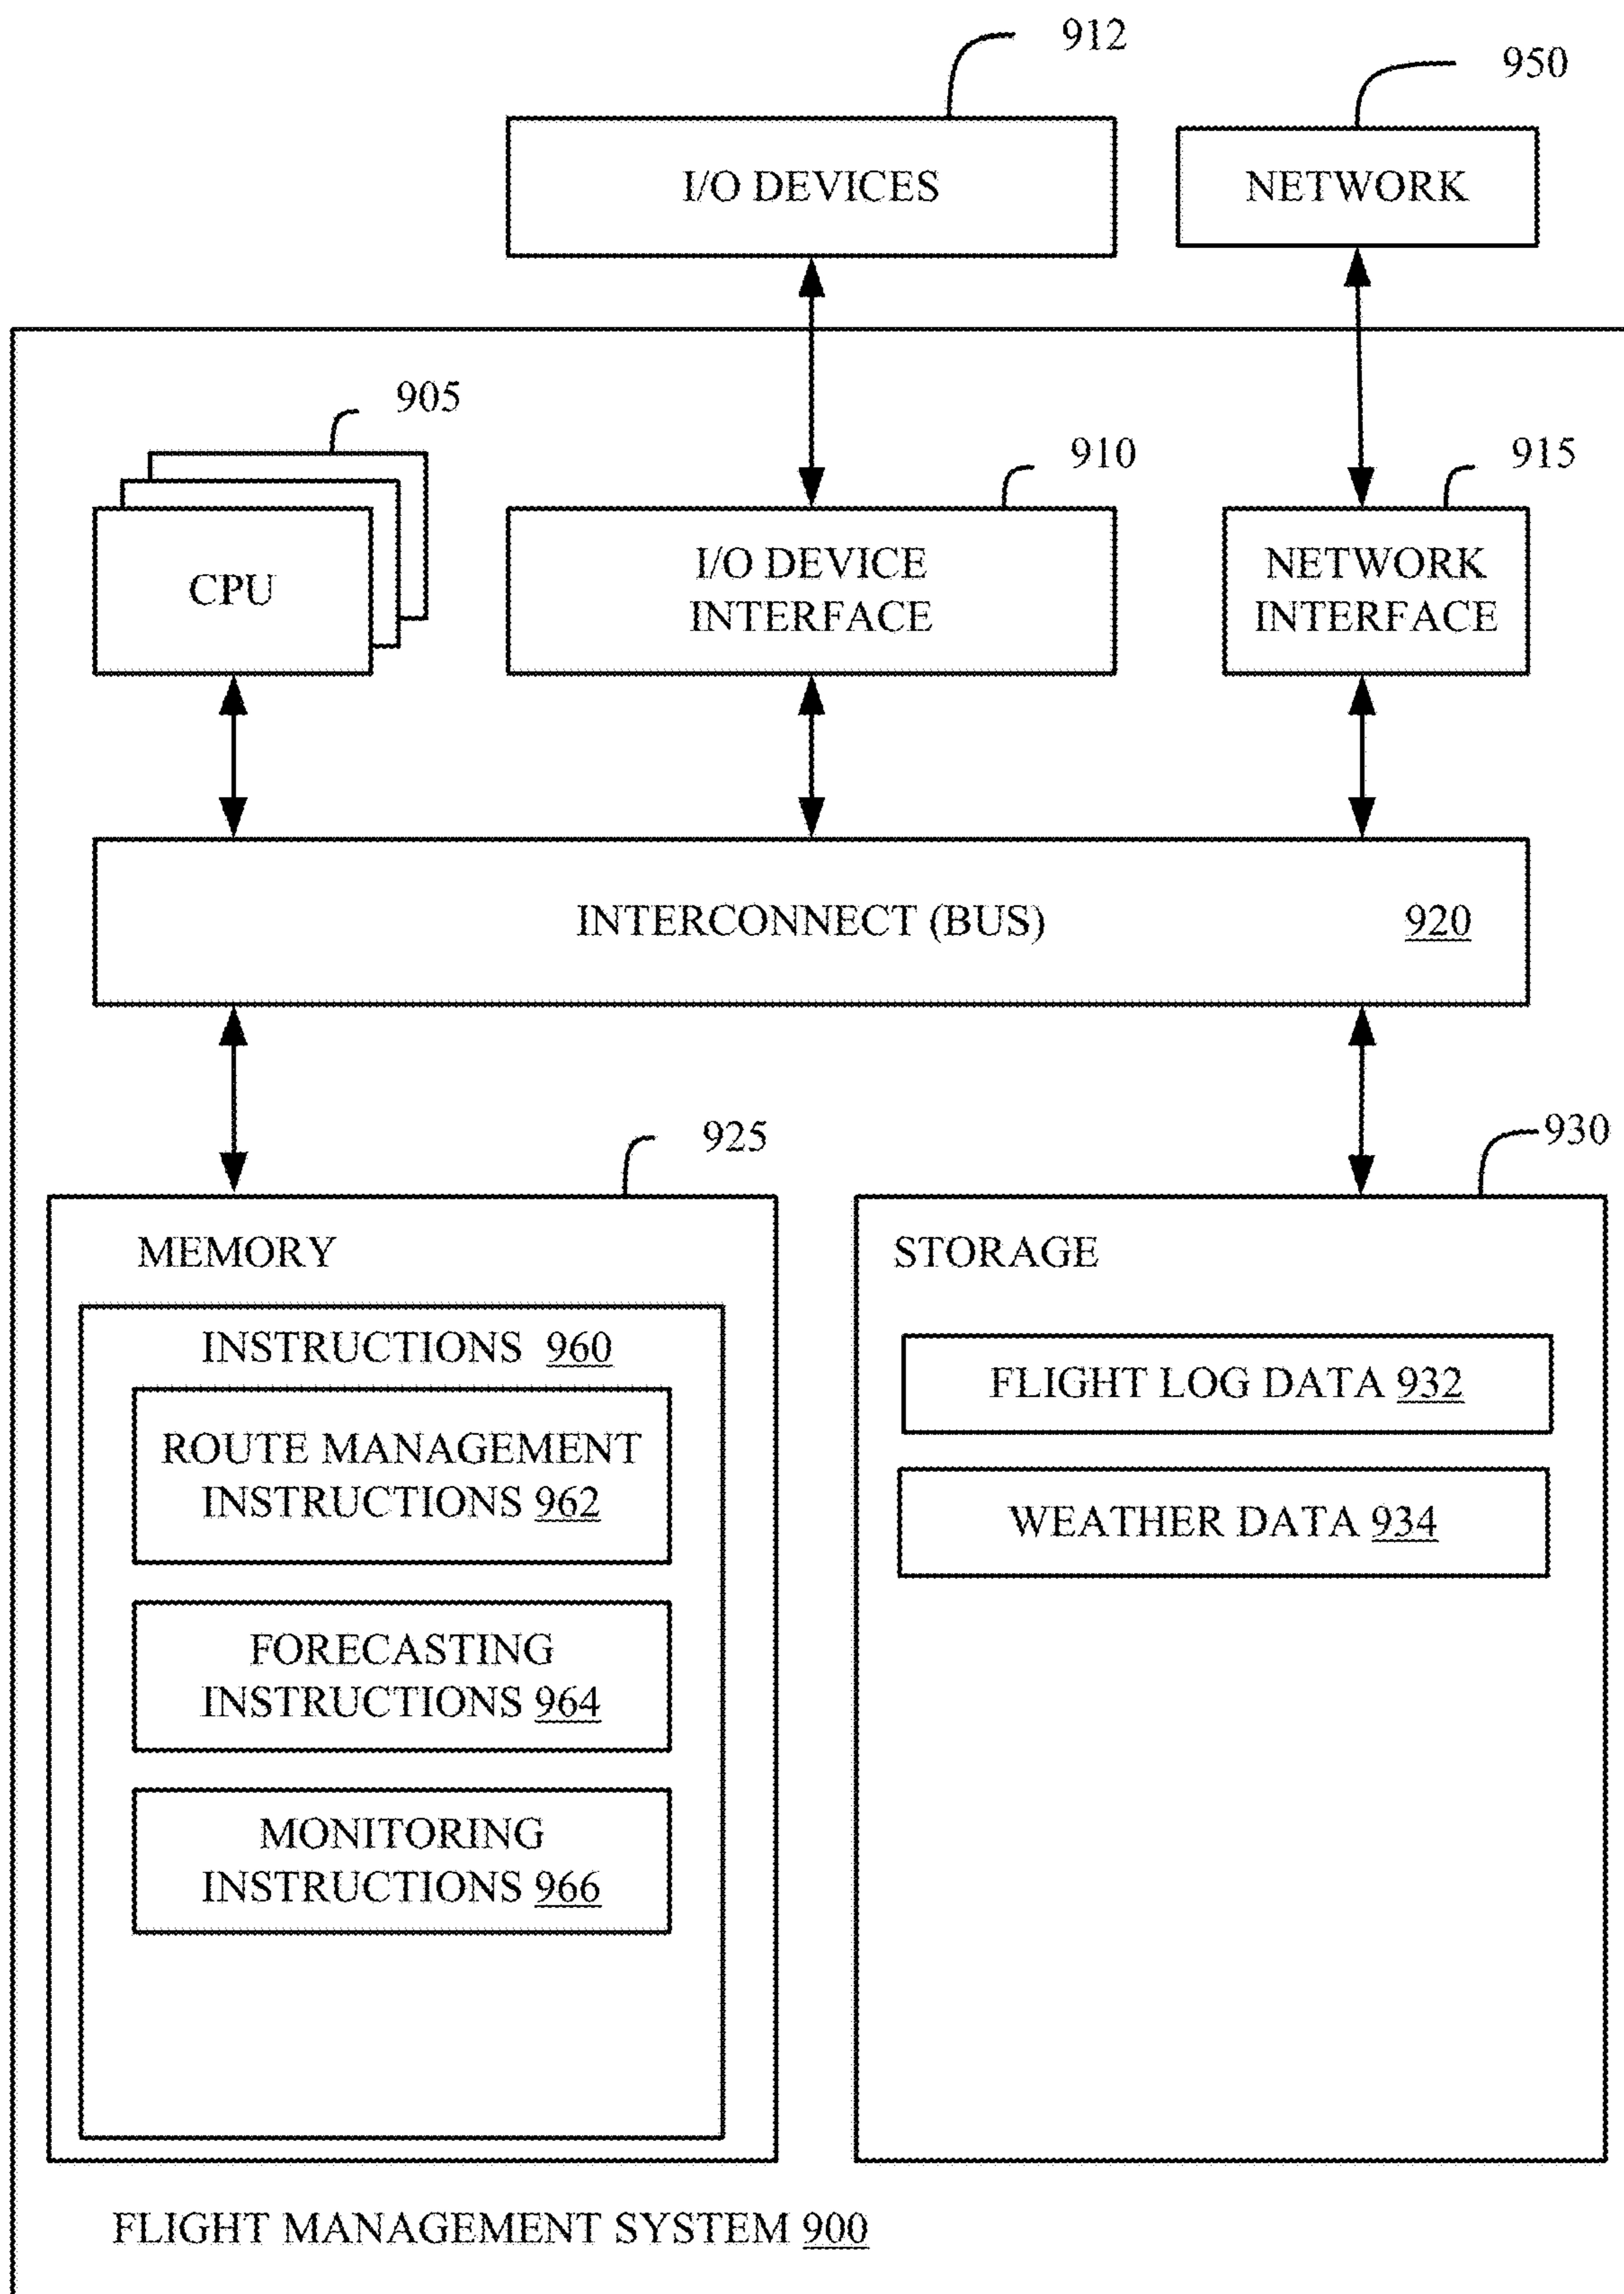 912
950
I/O DEVICES
NETWORK
905
910
915
CPU
I/O DEVICE
INTERFACE
NETWORK
INTERFACE
INTERCONNECT (BUS) 920
925
930
MEMORY
INSTRUCTIONS 960
ROUTE MANAGEMENT
INSTRUCTIONS 962
FORECASTING
INSTRUCTIONS 964
MONITORING
INSTRUCTIONS 966
STORAGE
FLIGHT LOG DATA 932
WEATHER DATA 934
FLIGHT MANAGEMENT SYSTEM 900